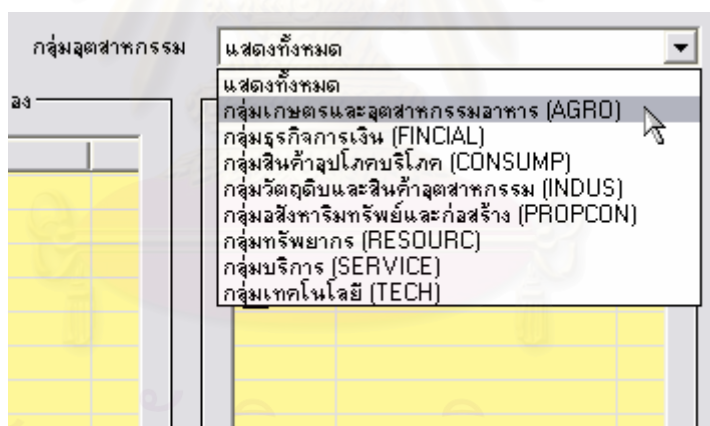 กลุ่มอุตสาหกรรม แสดงทั้งหมด
แสดงทั้งหมด
ลอง
กลุ่มเกษตรและอุตสาหกรรมอาหาร (AGRO)
กลุ่มธุรกิจการเงิน (FINCIAL)
กลุ่มสินค้าอุปโภคบริโภค (CONSUMP)
กลุ่มวัตถุดิบและสินค้าอุตสาหกรรม (INDUS)
กลุ่มอสังหาริมทรัพย์และก่อสร้าง (PROPCON)
กลุ่มทรัพยากร (RESOURC)
กลุ่มบริการ (SERVICE)
กลุ่มเทคโนโลยี (TECH)